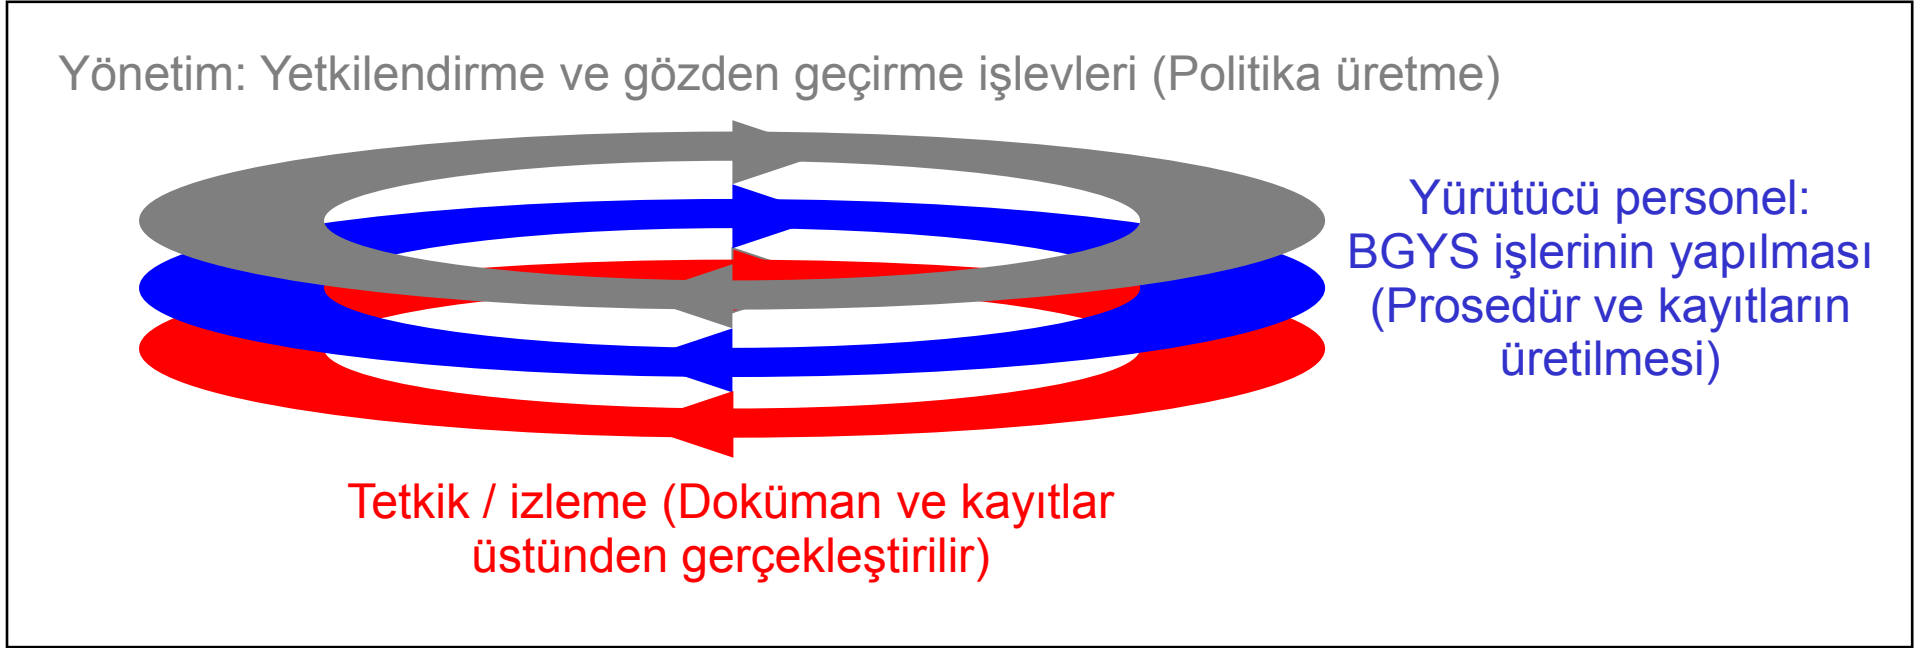 Yönetim: Yetkilendirme ve gözden geçirme işlevleri (Politika üretme)
Yürütücü personel:
BGYS işlerinin yapılması
(Prosedür ve kayıtların
üretilmesi)
Tetkik / izleme (Doküman ve kayıtlar
üstünden gerçekleştirilir)